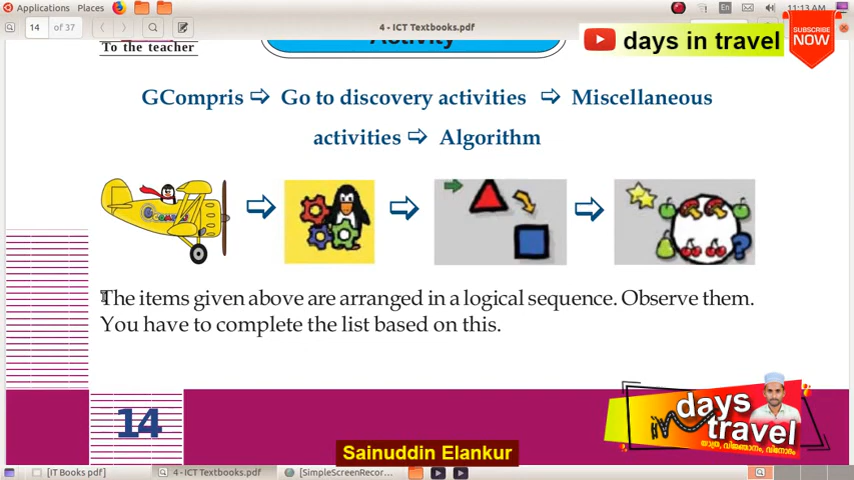 Applications Places En 11:13 AM
14 of 37 4 - ICT Textbooks.pdf
To the teacher
Activity
days in travel
SUBSCRIBE
NOW
GCompris ⇨ Go to discovery activities ⇨ Miscellaneous
activities ⇨ Algorithm
The items given above are arranged in a logical sequence. Observe them.
You have to complete the list based on this.
14
days
in
travel
യാത്ര, വിജ്ഞാനം, വിനോദം
Sainuddin Elankur
[IT Books pdf] 4 - ICT Textbooks.pdf [SimpleScreenRecor...